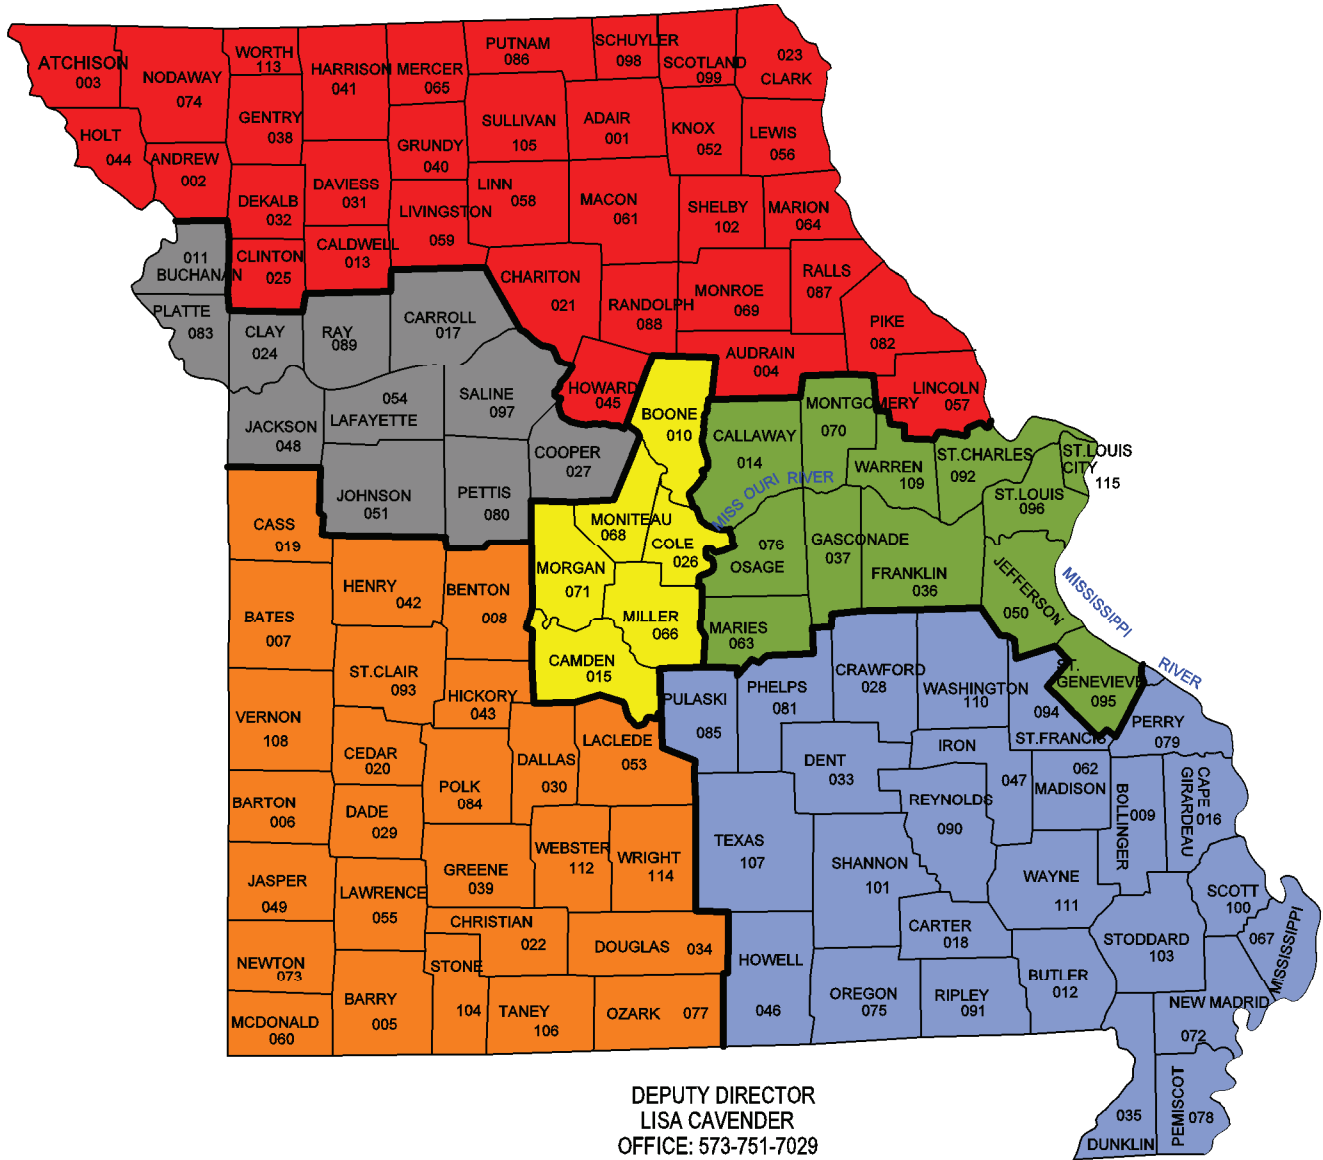 ATCHISON
003
NODAWAY
074
WORTH
113
HARRISON
041
MERCER
065
PUTNAM
086
SCHUYLER
098
SCOTLAND
099
023
CLARK
HOLT
044
ANDREW
002
GENTRY
038
GRUNDY
040
SULLIVAN
105
ADAIR
001
KNOX
052
LEWIS
056
DEKALB
032
DAVIESS
031
LIVINGSTON
059
LINN
058
MACON
061
SHELBY
102
MARION
064
011
BUCHANAN
CLINTON
025
CALDWELL
013
CHARITON
021
RANDOLPH
088
MONROE
069
RALLS
087
PIKE
082
PLATTE
083
CLAY
024
RAY
089
CARROLL
017
AUDRAIN
004
HOWARD
045
LINCOLN
057
JACKSON
048
054
LAFAYETTE
SALINE
097
BOONE
010
CALLAWAY
014
MONTGOMERY
070
WARREN
109
ST.CHARLES
092
ST.LOUIS
CITY
115
ST.LOUIS
096
COOPER
027
JOHNSON
051
PETTIS
080
MISS OURI RIVER
MONITEAU
068
COLE
026
076
OSAGE
GASCONADE
037
FRANKLIN
036
JEFFERSON
050
MISSISSIPPI
RIVER
CASS
019
HENRY
042
BENTON
008
MORGAN
071
MILLER
066
MARIES
063
BATES
007
ST.CLAIR
093
HICKORY
043
CAMDEN
015
PULASKI
085
PHELPS
081
CRAWFORD
028
WASHINGTON
110
094
ST.FRANCIS
ST.
GENEVIEVE
095
PERRY
079
VERNON
108
CEDAR
020
POLK
084
DALLAS
030
LACLEDE
053
DENT
033
IRON
047
062
MADISON
BOLLINGER
009
CAPE
GIRARDEAU
016
BARTON
006
DADE
029
GREENE
039
WEBSTER
112
WRIGHT
114
TEXAS
107
SHANNON
101
REYNOLDS
090
WAYNE
111
SCOTT
100
JASPER
049
LAWRENCE
055
CHRISTIAN
022
DOUGLAS 034
HOWELL
046
CARTER
018
STODDARD
103
067
MISSISSIPPI
NEWTON
073
STONE
104
BARRY
005
TANEY
106
OZARK 077
OREGON
075
RIPLEY
091
BUTLER
012
NEW MADRID
072
MCDONALD
060
035
DUNKLIN
PEMISCOT
078
DEPUTY DIRECTOR
LISA CAVENDER
OFFICE: 573-751-7029